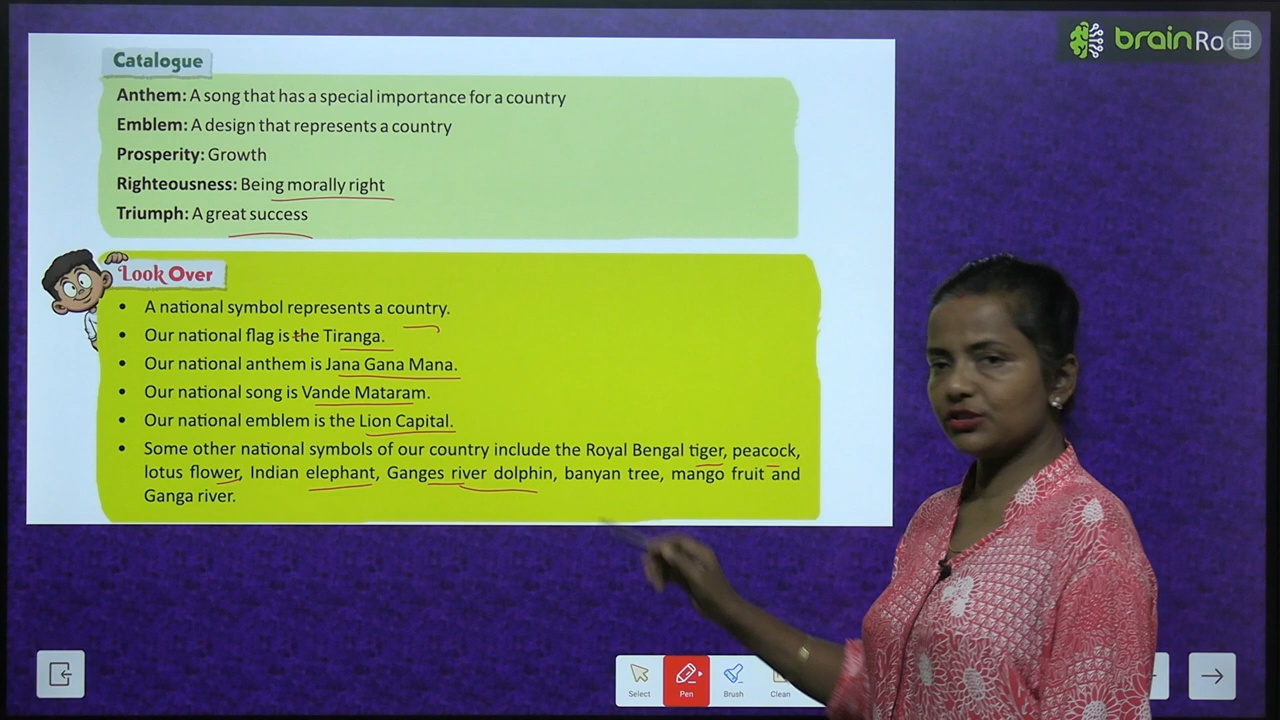 brainRo
Catalogue
Anthem: A song that has a special importance for a country
Emblem: A design that represents a country
Prosperity: Growth
Righteousness: Being morally right
Triumph: A great success
Look Over
• A national symbol represents a country.
• Our national flag is the Tiranga.
• Our national anthem is Jana Gana Mana.
• Our national song is Vande Mataram.
• Our national emblem is the Lion Capital.
• Some other national symbols of our country include the Royal Bengal tiger, peacock,
lotus flower, Indian elephant, Ganges river dolphin, banyan tree, mango fruit and
Ganga river.
Select Pen Brush Clean